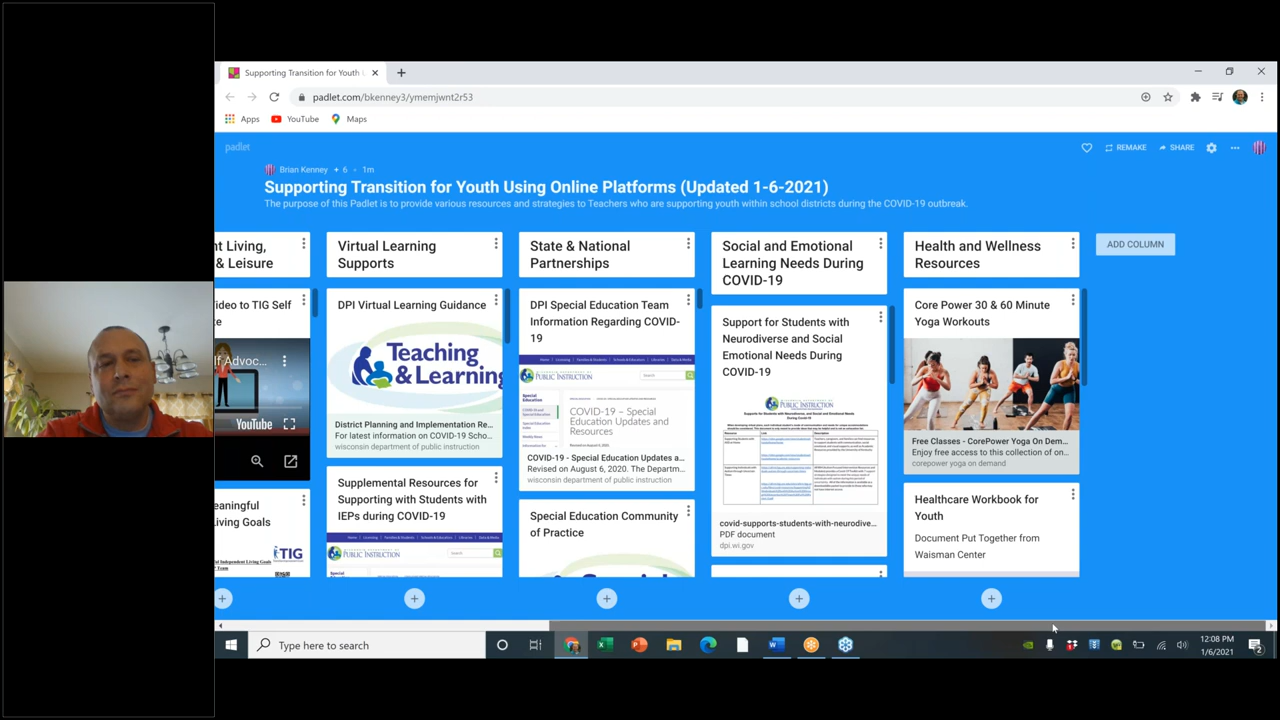 Supporting Transition for Youth
padlet.com/bkenney3/ymemjwnt2r53
Apps
YouTube
Maps
padlet
REMAKE
SHARE
Brian Kenney + 6 • 1m
Supporting Transition for Youth Using Online Platforms (Updated 1-6-2021)
The purpose of this Padlet is to provide various resources and strategies to Teachers who are supporting youth within school districts during the COVID-19 outbreak.
nt Living,
& Leisure
ideo to TIG Self
te
lf Advoc...
YouTube
eaningful
iving Goals
TIG
Virtual Learning
Supports
DPI Virtual Learning Guidance
Teaching
& Learning
District Planning and Implementation Re...
For latest information on COVID-19 Scho...
wisconsin department of public instruction
Supplemental Resources for
Supporting with Students with
IEPs during COVID-19
State & National
Partnerships
DPI Special Education Team
Information Regarding COVID-
19
PUBLIC INSTRUCTION
COVID-19 – Special
Education Updates and
Resources
COVID-19 - Special Education Updates a...
Revised on August 6, 2020. The Departm...
wisconsin department of public instruction
Special Education Community
of Practice
Social and Emotional
Learning Needs During
COVID-19
Support for Students with
Neurodiverse and Social
Emotional Needs During
COVID-19
PUBLIC INSTRUCTION
covid-supports-students-with-neurodive...
PDF document
dpi.wi.gov
Health and Wellness
Resources
Core Power 30 & 60 Minute
Yoga Workouts
Free Classes - CorePower Yoga On Dem...
Enjoy free access to this collection of on...
corepower yoga on demand
Healthcare Workbook for
Youth
Document Put Together from
Waisman Center
ADD COLUMN
Type here to search
12:08 PM
1/6/2021